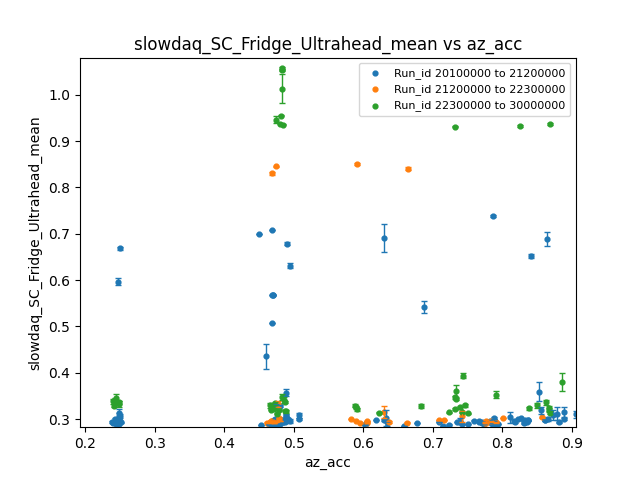 slowdaq_SC_Fridge_Ultrahead_mean vs az_acc
Run_id 20100000 to 21200000
Run_id 21200000 to 22300000
Run_id 22300000 to 30000000
slowdaq_SC_Fridge_Ultrahead_mean
1.0
0.9
0.8
0.7
0.6
0.5
0.4
0.3
0.2 0.3 0.4 0.5 0.6 0.7 0.8 0.9
az_acc